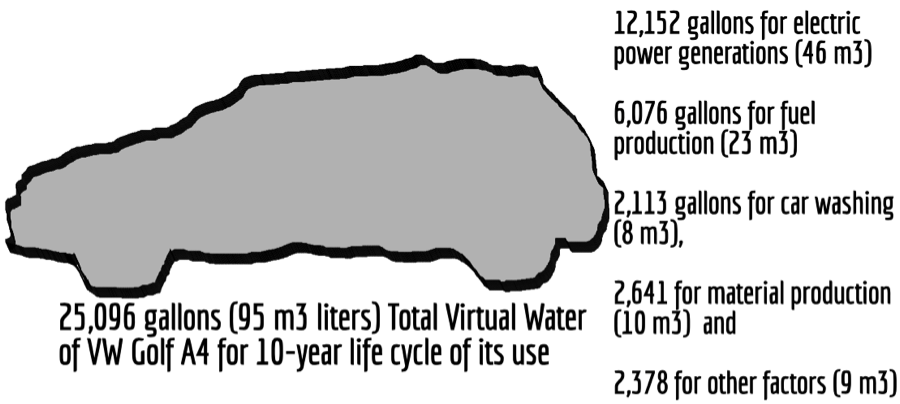 12,152 gallons for electric
power generations (46 m3)
6,076 gallons for fuel
production (23 m3)
2,113 gallons for car washing
(8 m3),
2,641 for material production
(10 m3) and
2,378 for other factors (9 m3)
25,096 gallons (95 m3 liters) Total Virtual Water
of VW Golf A4 for 10-year life cycle of its use